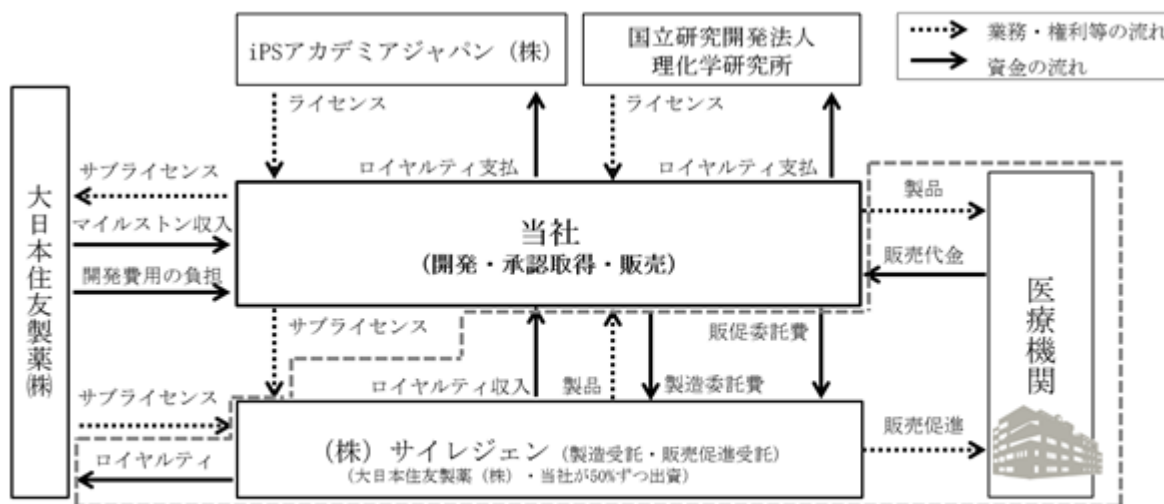 iPSアカデミアジャパン（株）
国立研究開発法人
理化学研究所
業務・権利等の流れ
資金の流れ
ライセンス
ロイヤルティ支払
ライセンス
ロイヤルティ支払
大日本住友製薬㈱
サブライセンス
マイルストン収入
開発費用の負担
当社
（開発・承認取得・販売）
製品
販売代金
医療機関
サブライセンス
ロイヤルティ収入
製品
製造委託費
販促委託費
サブライセンス
ロイヤルティ
（株）サイレジェン（製造受託・販売促進受託）
（大日本住友製薬（株）・当社が50%ずつ出資）
販売促進